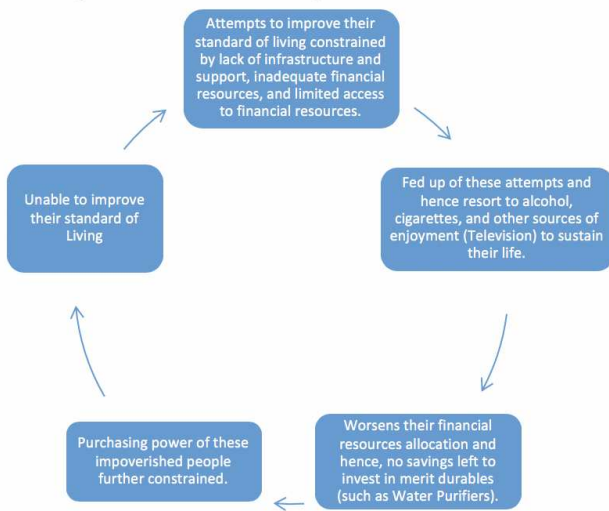 Attempts to improve their
standard of living constrained
by lack of infrastructure and
support, inadequate financial
resources, and limited access
to financial resources.
Fed up of these attempts and
hence resort to alcohol,
cigarettes, and other sources of
enjoyment (Television) to sustain
their life.
Worsens their financial
resources allocation and
hence, no savings left to
invest in merit durables
(such as Water Purifiers).
Purchasing power of these
impoverished people
further constrained.
Unable to improve
their standard of
Living